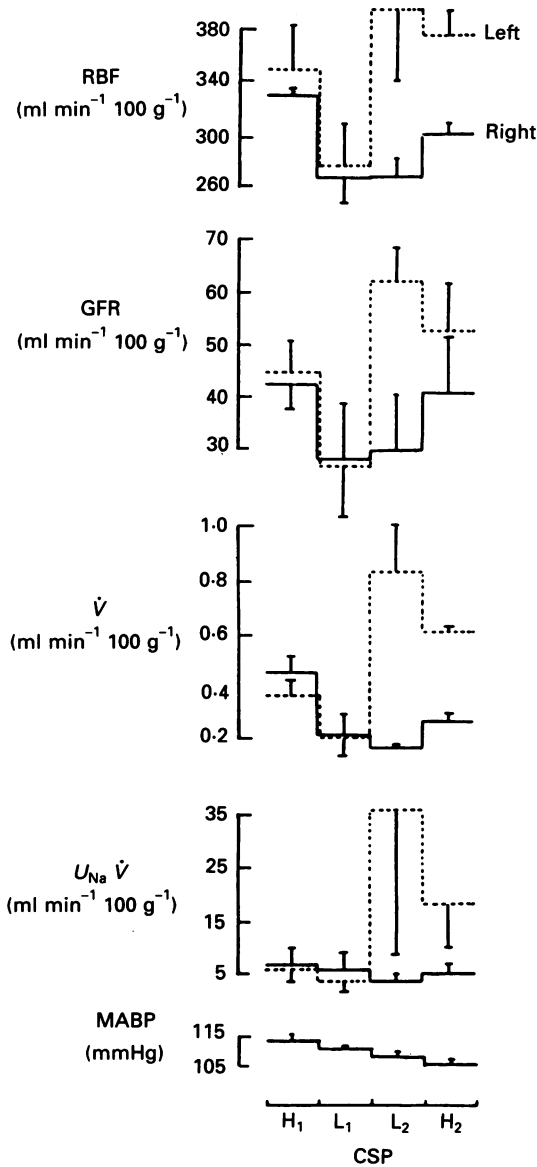 380
Left
RBF
340
(ml min⁻¹ 100 g⁻¹)
300
Right
260
70
60
GFR
(ml min⁻¹ 100 g⁻¹)
50
40
30
1·0
0·8
V̇
0·6
(ml min⁻¹ 100 g⁻¹)
0·4
0·2
35
25
U_Na V̇
(ml min⁻¹ 100 g⁻¹)
15
5
MABP
115
(mmHg)
105
H₁ L₁ L₂ H₂
CSP